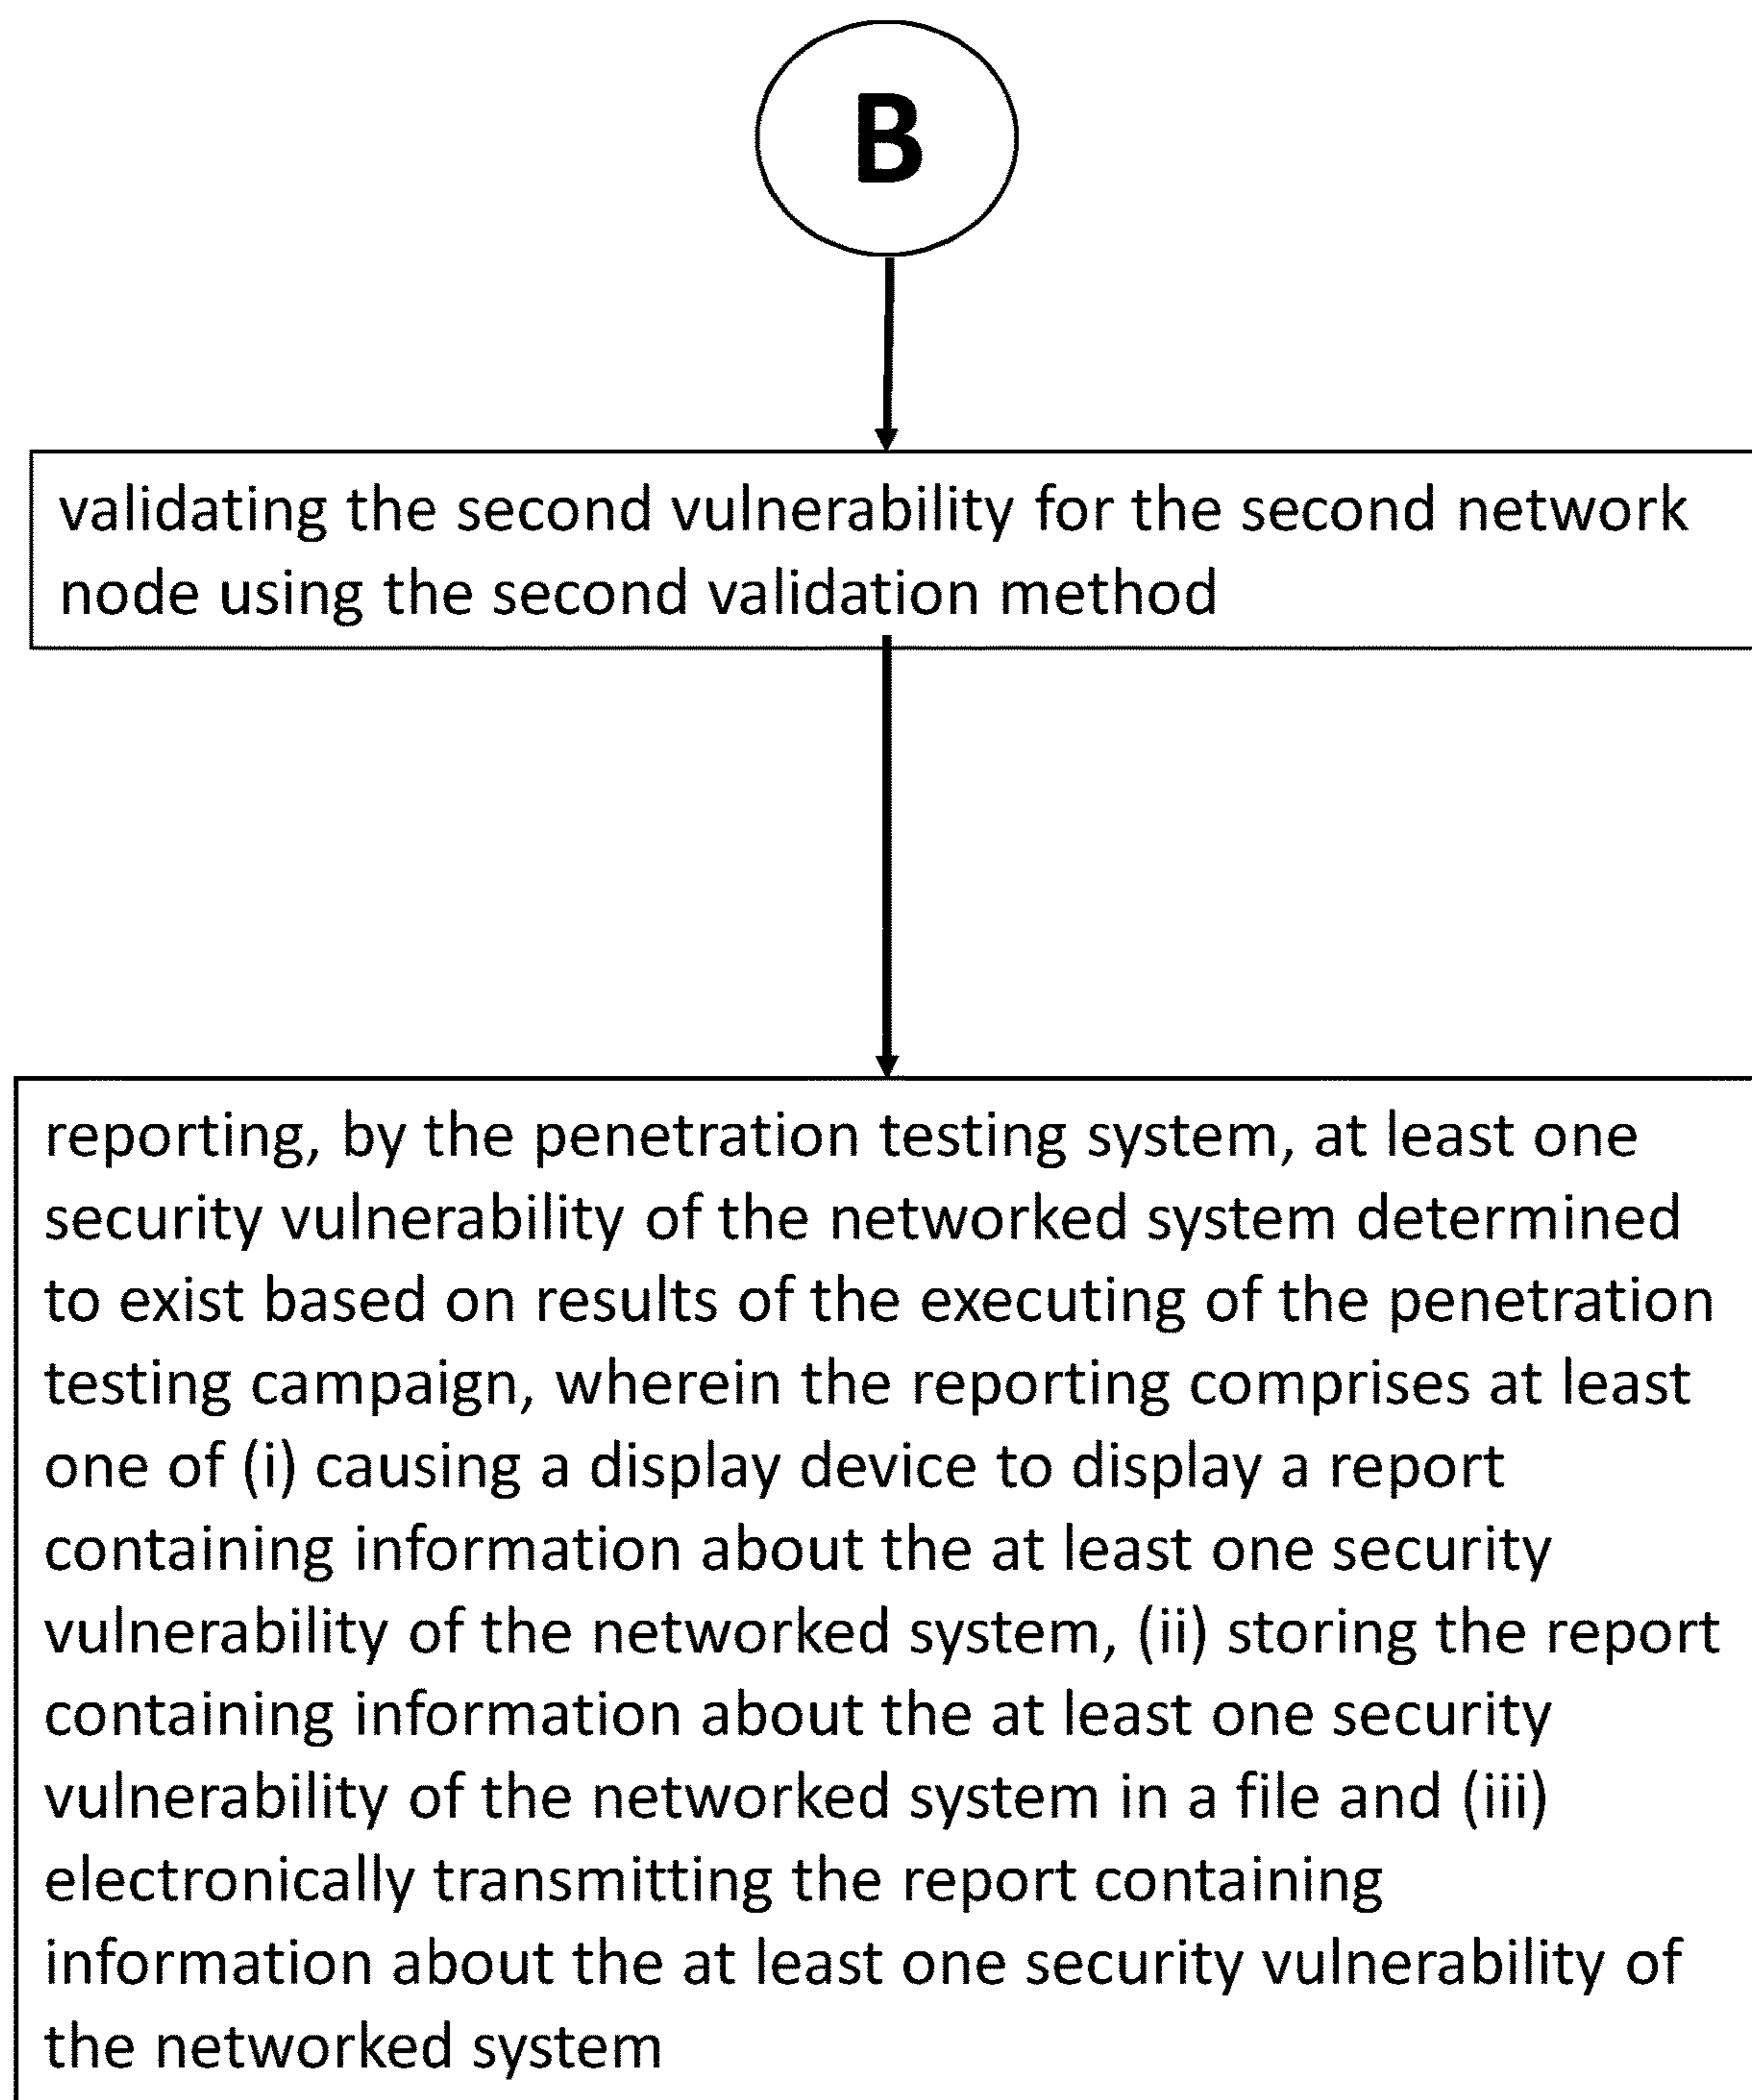 B
validating the second vulnerability for the second network
node using the second validation method
reporting, by the penetration testing system, at least one
security vulnerability of the networked system determined
to exist based on results of the executing of the penetration
testing campaign, wherein the reporting comprises at least
one of (i) causing a display device to display a report
containing information about the at least one security
vulnerability of the networked system, (ii) storing the report
containing information about the at least one security
vulnerability of the networked system in a file and (iii)
electronically transmitting the report containing
information about the at least one security vulnerability of
the networked system